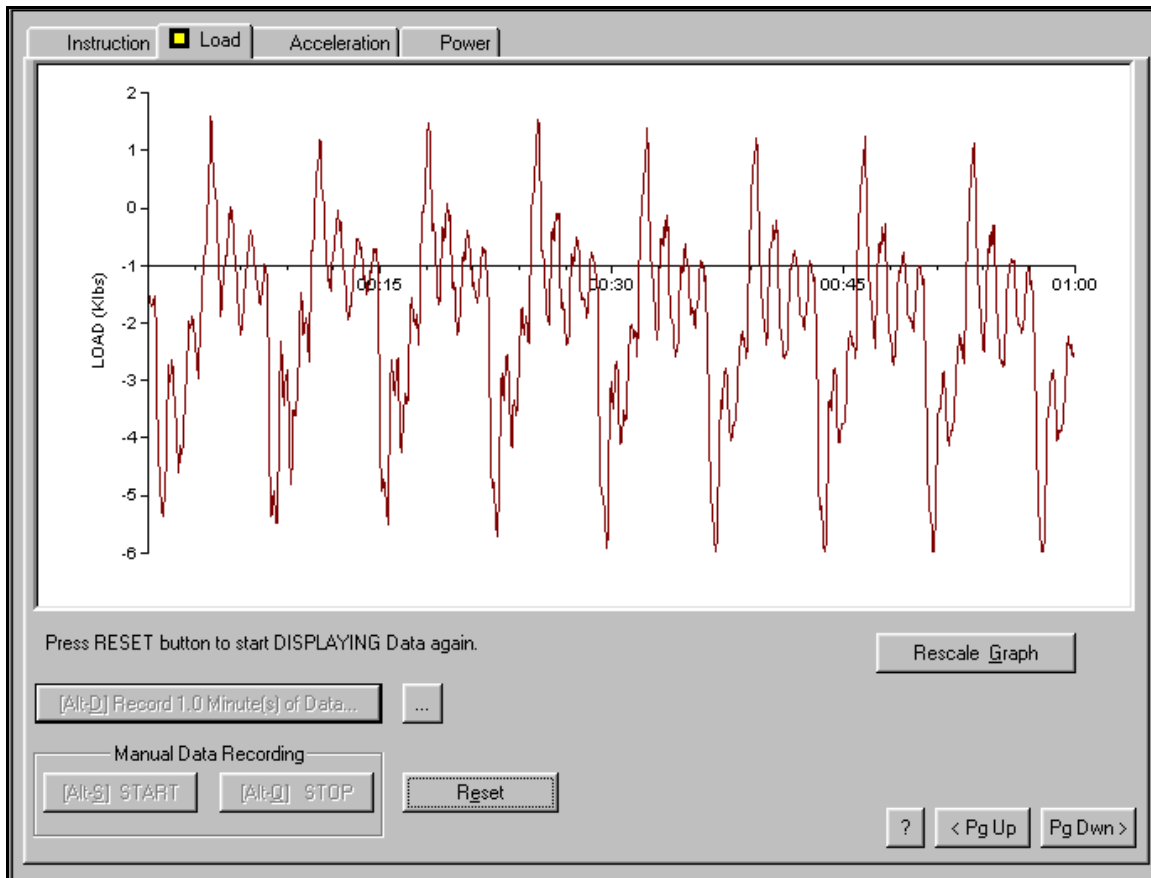 Instruction Load Acceleration Power
2
1
0
-1
-2
-3
-4
-5
-6
LOAD (Klbs)
00:15 00:30 00:45 01:00
Press RESET button to start DISPLAYING Data again.
Rescale Graph
[Alt-D] Record 1.0 Minute(s) of Data... ...
Manual Data Recording
[Alt-S] START [Alt-Q] STOP Reset
? < Pg Up Pg Dwn >